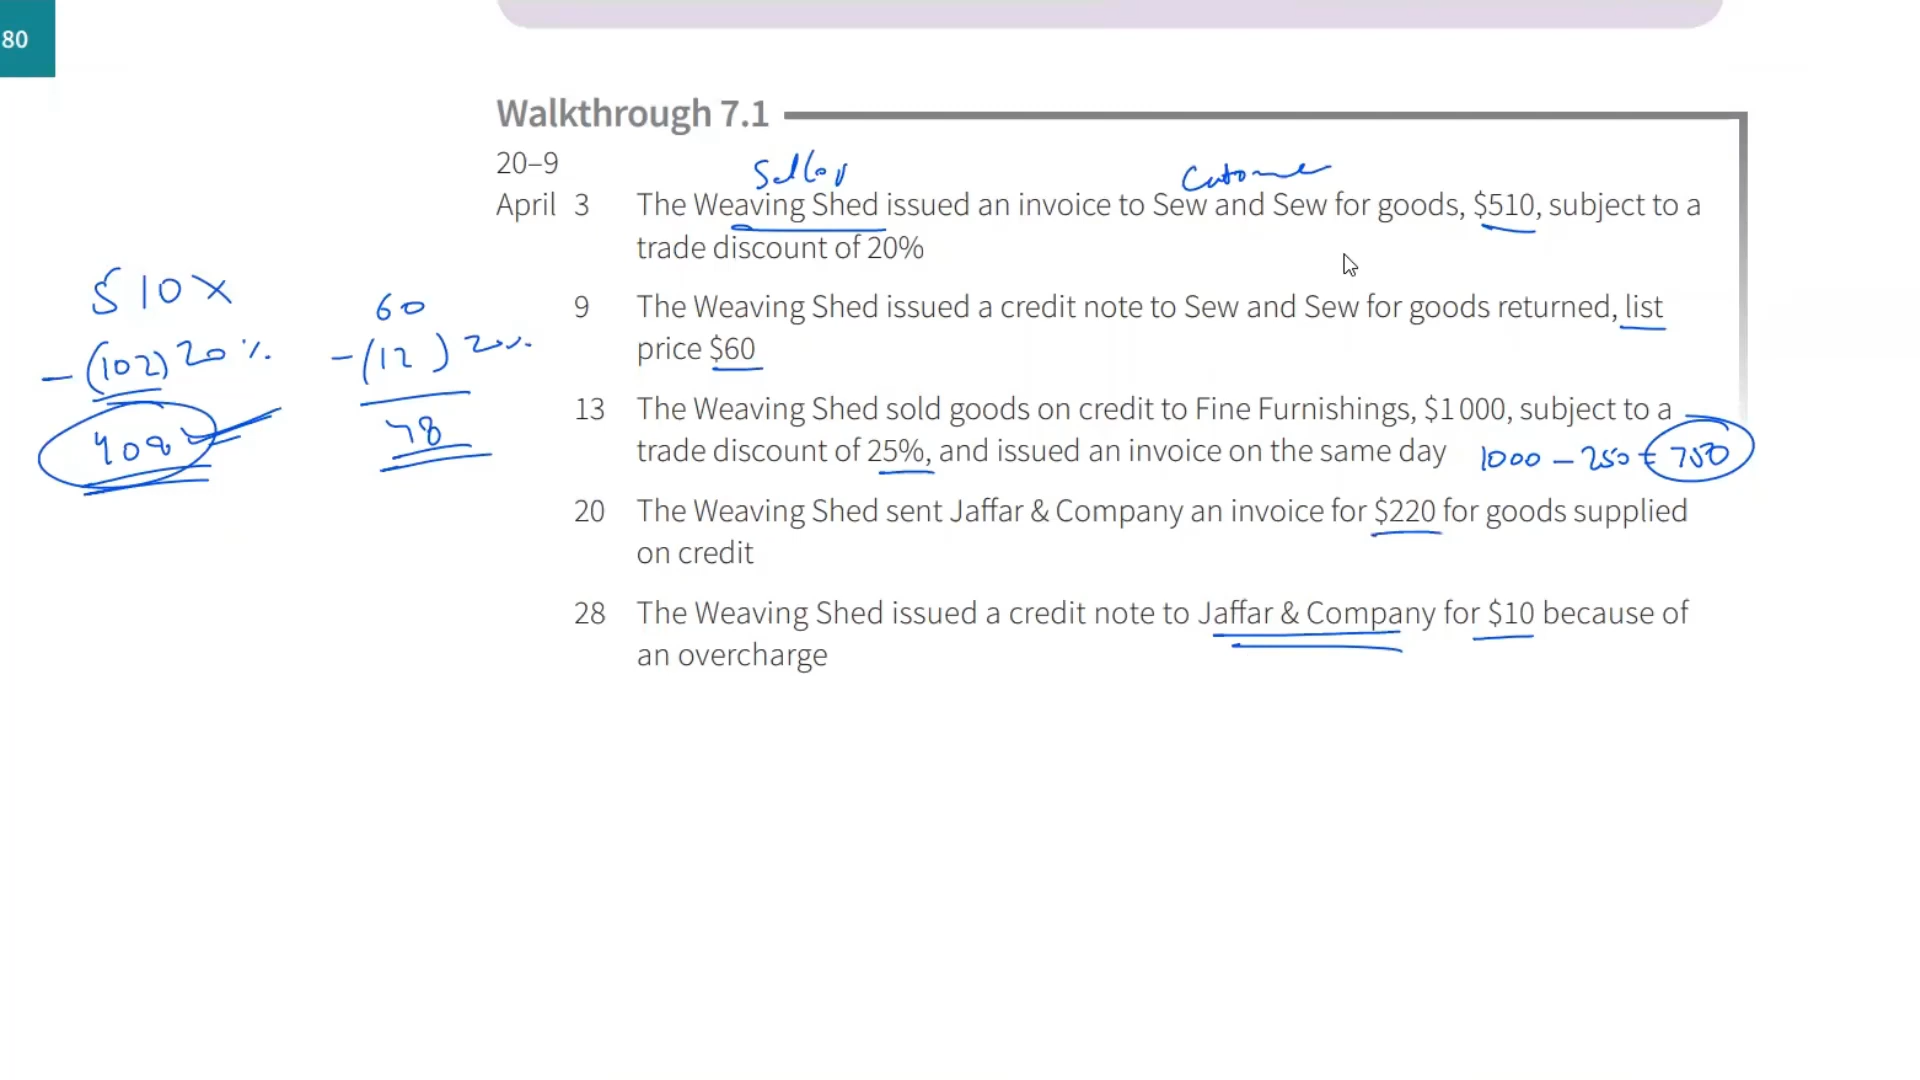 80
Walkthrough 7.1
20–9
Seller
Cutome
April 3 The Weaving Shed issued an invoice to Sew and Sew for goods, $510, subject to a
trade discount of 20%
9 The Weaving Shed issued a credit note to Sew and Sew for goods returned, list
price $60
13 The Weaving Shed sold goods on credit to Fine Furnishings, $1 000, subject to a
trade discount of 25%, and issued an invoice on the same day
1000 – 250 = 750
20 The Weaving Shed sent Jaffar & Company an invoice for $220 for goods supplied
on credit
28 The Weaving Shed issued a credit note to Jaffar & Company for $10 because of
an overcharge
510 x
– (102) 20%
408
60
– (12) 20%
48